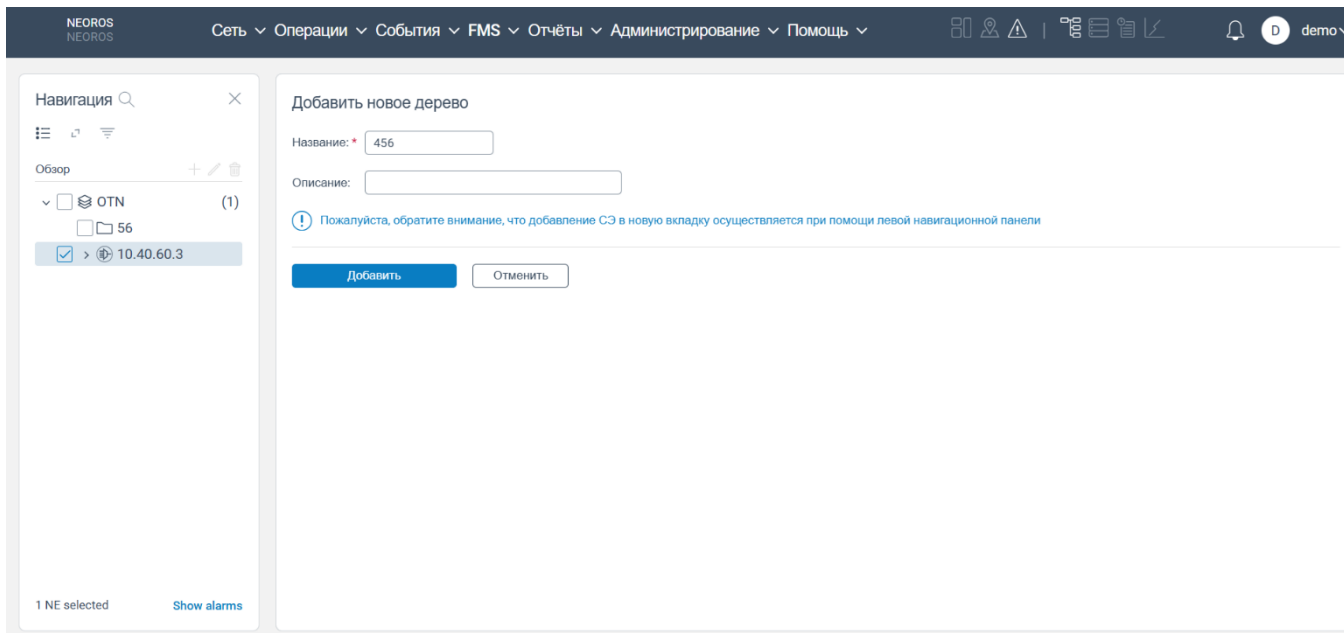 NEOROS
NEOROS
Сеть Операции События FMS Отчёты Администрирование Помощь
D demo
Навигация
Обзор
OTN (1)
56
10.40.60.3
1 NE selected Show alarms
Добавить новое дерево
Название: * 456
Описание:
Пожалуйста, обратите внимание, что добавление СЭ в новую вкладку осуществляется при помощи левой навигационной панели
Добавить Отменить